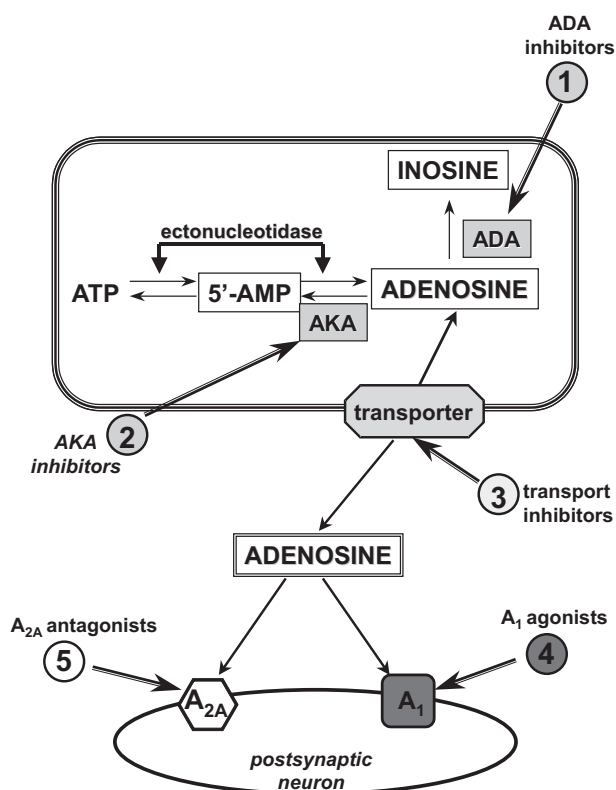 ADA
inhibitors
1
INOSINE
ADA
ectonucleotidase
ATP
5'-AMP
ADENOSINE
AKA
transporter
AKA
inhibitors
2
3
transport
inhibitors
ADENOSINE
A2A antagonists
5
A1 agonists
4
A2A
A1
postsynaptic
neuron